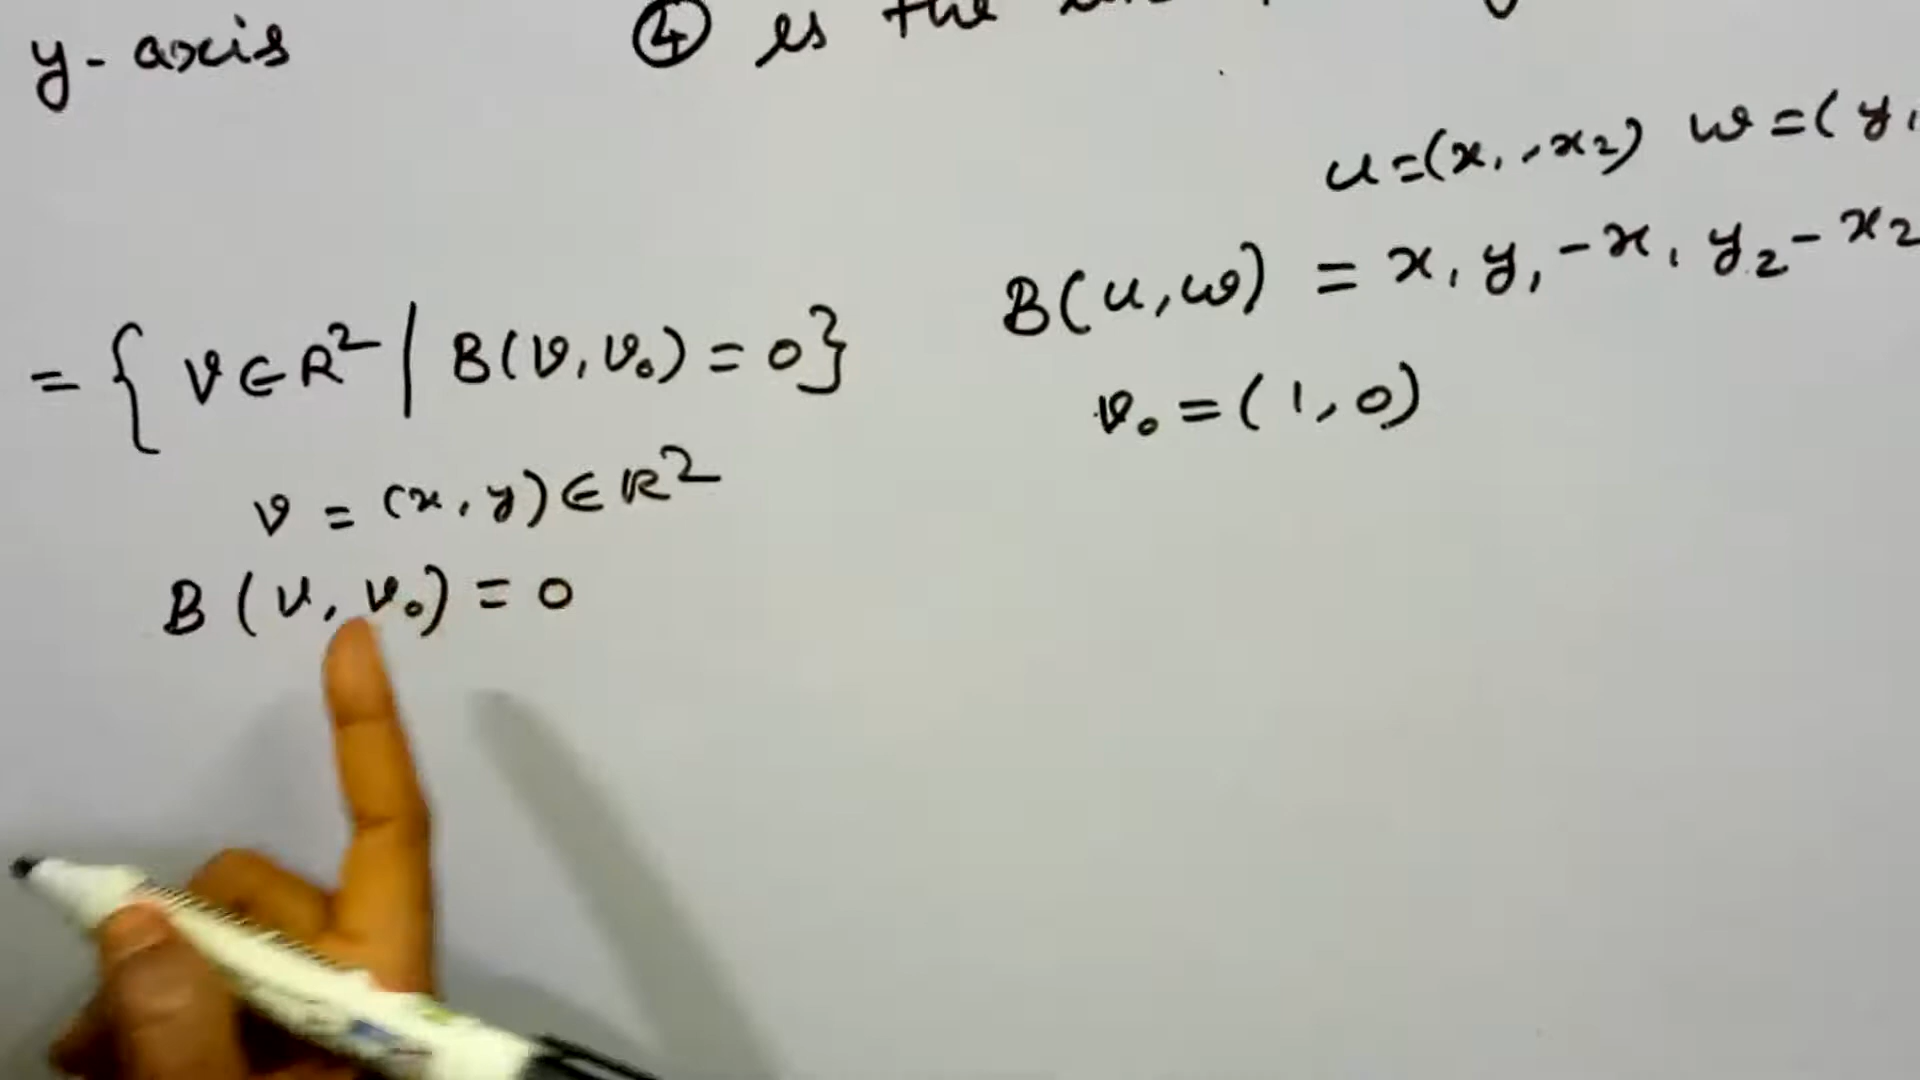 y-axis
④ is the
u=(x₁,x₂) w=(y₁
B(u,w) = x₁y₁-x₁y₂-x₂
= {v∈R² | B(v,v₀) = 0}
v₀ = (1,0)
v = (x,y)∈R²
B(v,v₀) = 0